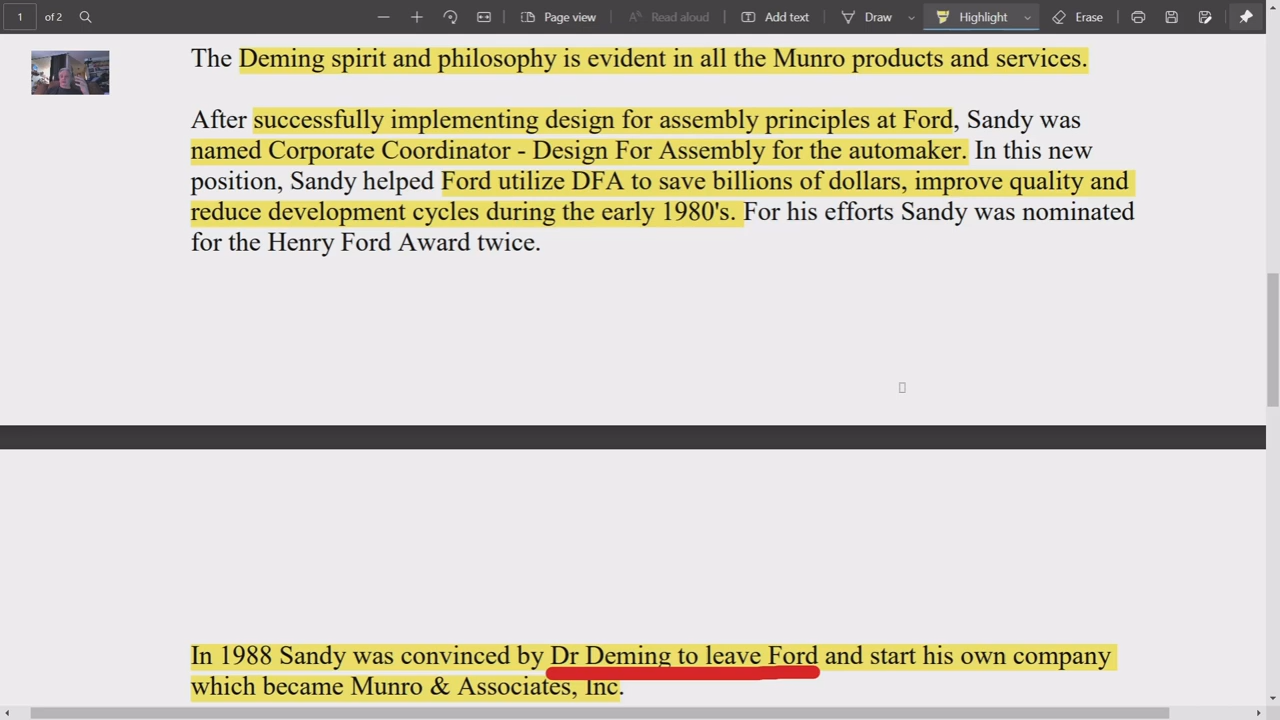 1 of 2 Page view Read aloud Add text Draw Highlight Erase
The Deming spirit and philosophy is evident in all the Munro products and services.
After successfully implementing design for assembly principles at Ford, Sandy was
named Corporate Coordinator - Design For Assembly for the automaker. In this new
position, Sandy helped Ford utilize DFA to save billions of dollars, improve quality and
reduce development cycles during the early 1980's. For his efforts Sandy was nominated
for the Henry Ford Award twice.
In 1988 Sandy was convinced by Dr Deming to leave Ford and start his own company
which became Munro & Associates, Inc.